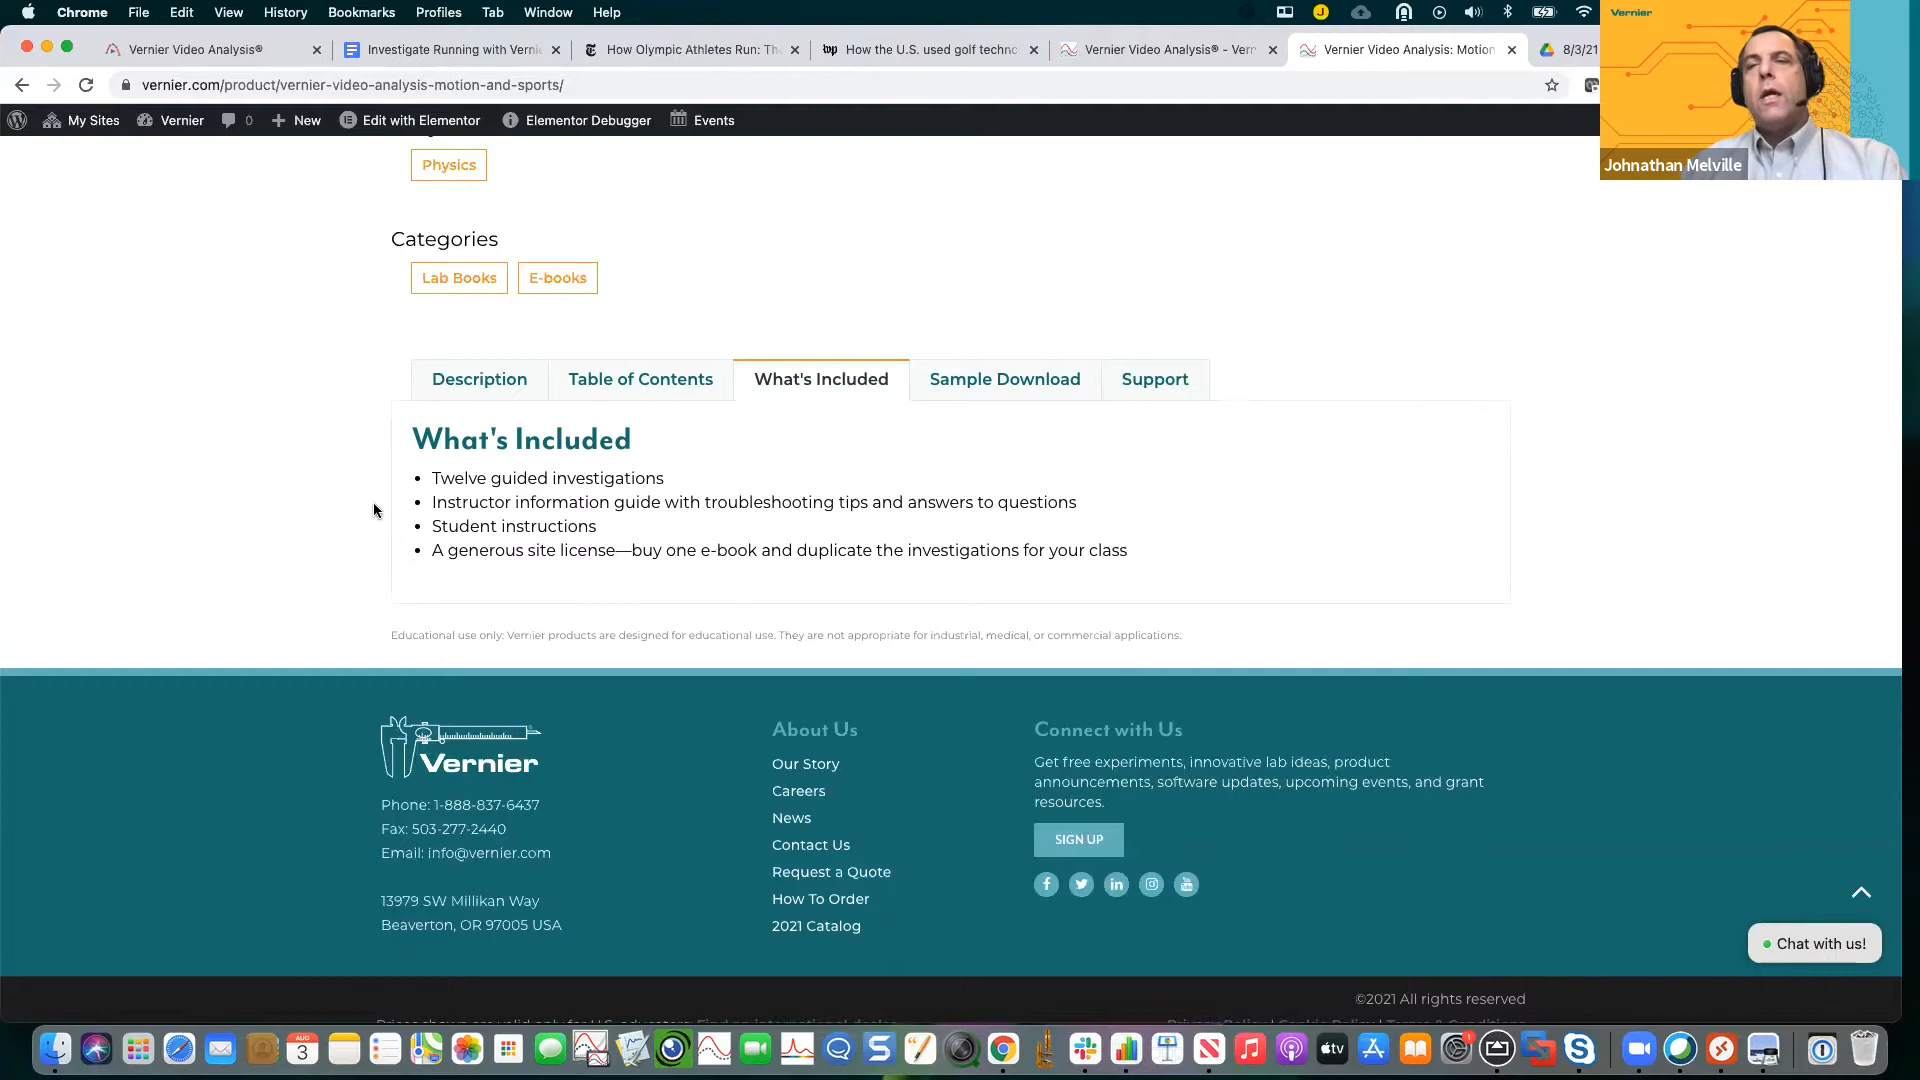 Chrome File Edit View History Bookmarks Profiles Tab Window Help
Vernier
Vernier Video Analysis® Investigate Running with Verni How Olympic Athletes Run: Th wp How the U.S. used golf techno Vernier Video Analysis® - Vern Vernier Video Analysis: Motion 8/3/21
vernier.com/product/vernier-video-analysis-motion-and-sports/
My Sites Vernier 0 New Edit with Elementor Elementor Debugger Events
Johnathan Melville
Physics
Categories
Lab Books E-books
Description Table of Contents What's Included Sample Download Support
What's Included
• Twelve guided investigations
• Instructor information guide with troubleshooting tips and answers to questions
• Student instructions
• A generous site license—buy one e-book and duplicate the investigations for your class
Educational use only: Vernier products are designed for educational use. They are not appropriate for industrial, medical, or commercial applications.
Vernier
Phone: 1-888-837-6437
Fax: 503-277-2440
Email: info@vernier.com
13979 SW Millikan Way
Beaverton, OR 97005 USA
About Us
Our Story
Careers
News
Contact Us
Request a Quote
How To Order
2021 Catalog
Connect with Us
Get free experiments, innovative lab ideas, product
announcements, software updates, upcoming events, and grant
resources.
SIGN UP
Chat with us!
©2021 All rights reserved
AUG
3
tv